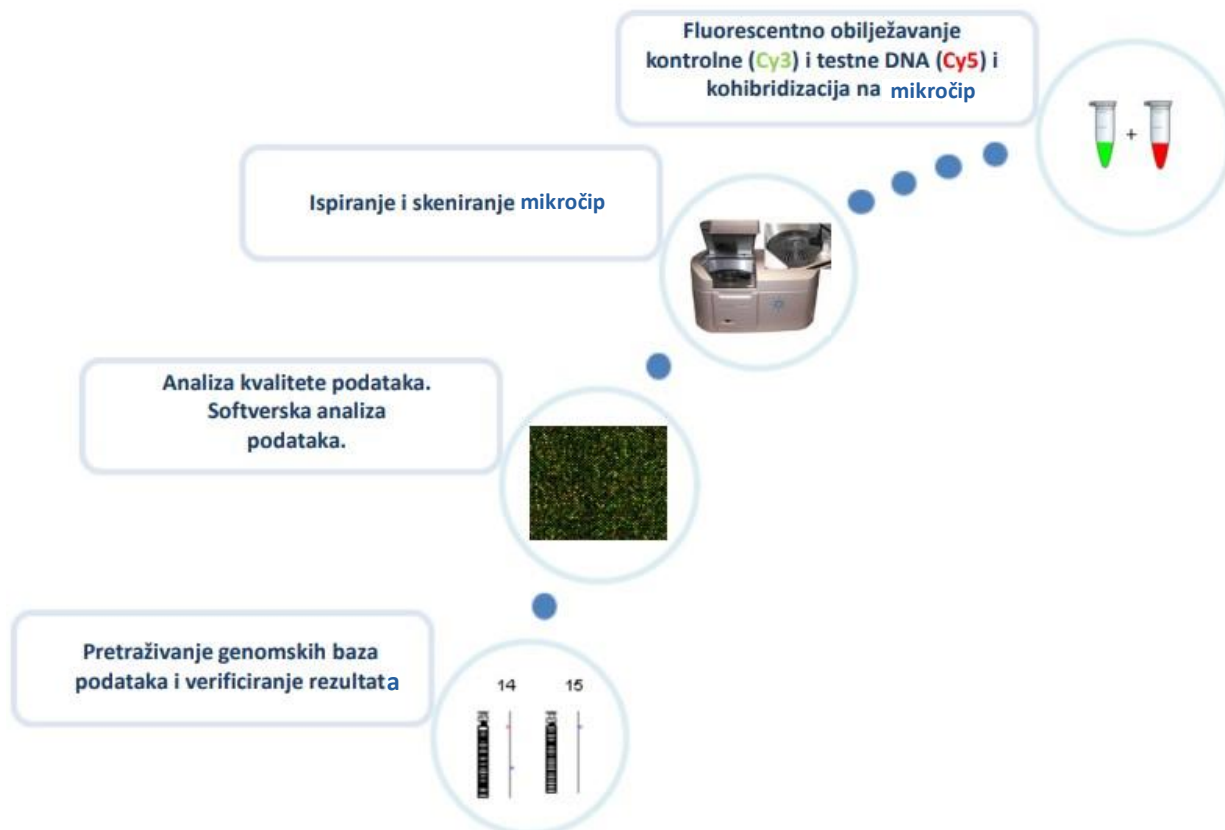 Fluorescentno obilježavanje
kontrolne (Cy3) i testne DNA (Cy5) i
kohibridizacija na mikročip
+
Ispiranje i skeniranje mikročip
Analiza kvalitete podataka.
Softverska analiza
podataka.
Pretraživanje genomskih baza
podataka i verificiranje rezultata
14 15